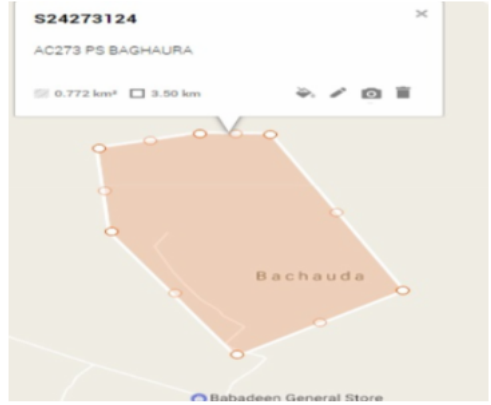 S24273124
AC273 PS BAGHAURA
0.772 km² 3.50 km
Bachauda
Babadeen General Store